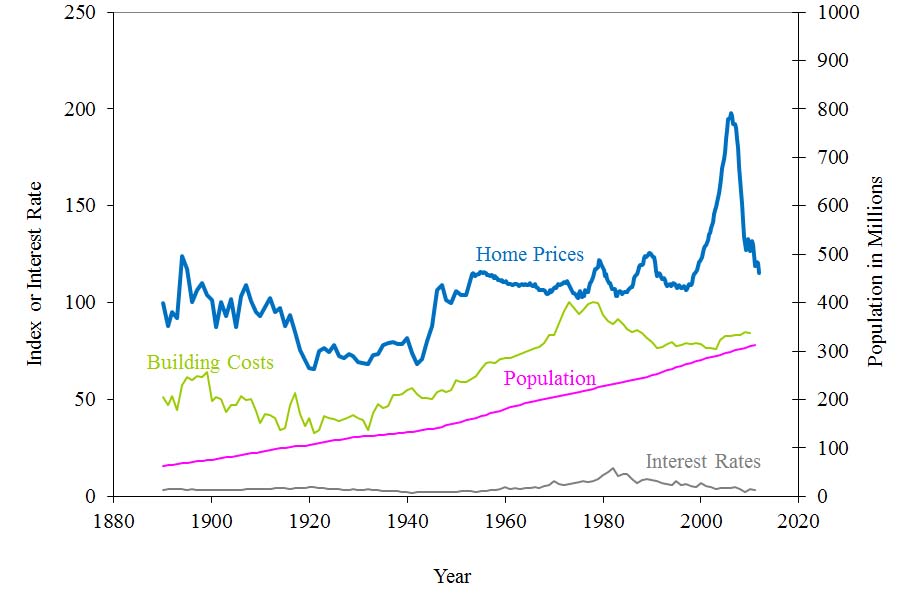 250
200
150
100
50
0
Index or Interest Rate
1000
900
800
700
600
500
400
300
200
100
0
Population in Millions
Home Prices
Building Costs
Population
Interest Rates
1880 1900 1920 1940 1960 1980 2000 2020
Year